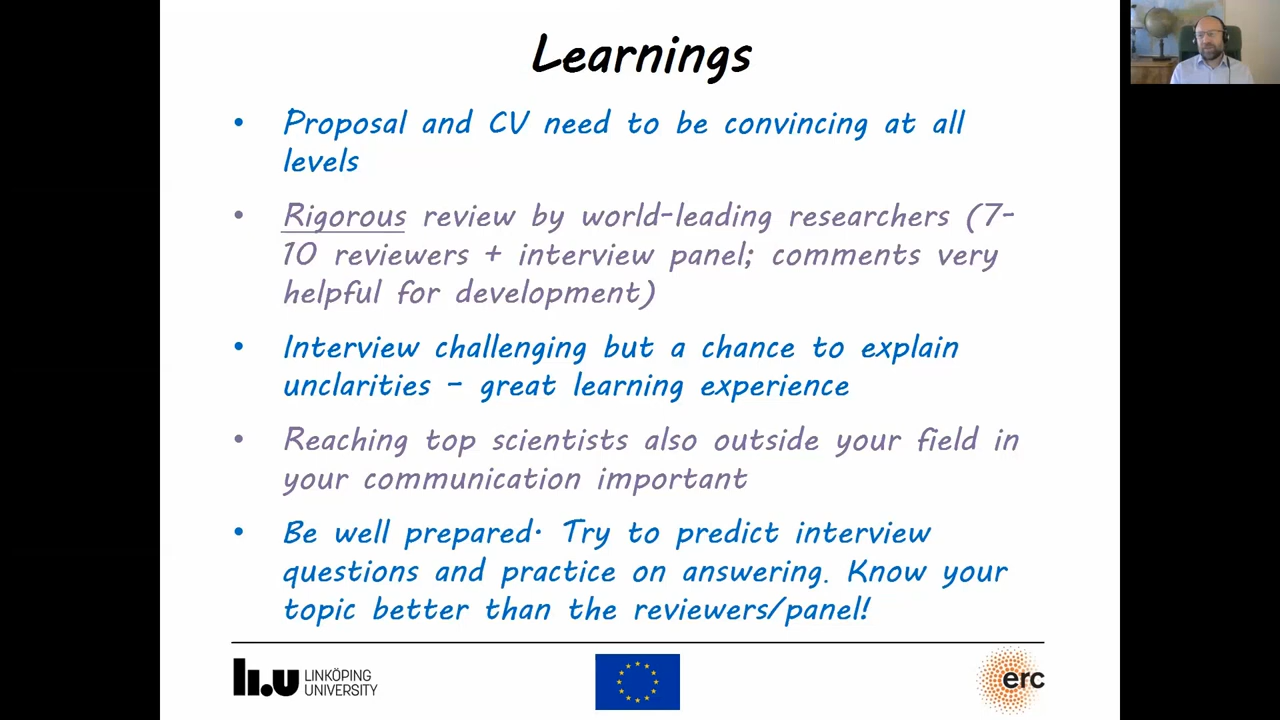 Learnings
• Proposal and CV need to be convincing at all
levels
• Rigorous review by world-leading researchers (7-
10 reviewers + interview panel; comments very
helpful for development)
• Interview challenging but a chance to explain
unclarities – great learning experience
• Reaching top scientists also outside your field in
your communication important
• Be well prepared. Try to predict interview
questions and practice on answering. Know your
topic better than the reviewers/panel!
li.u LINKÖPING
UNIVERSITY
erc